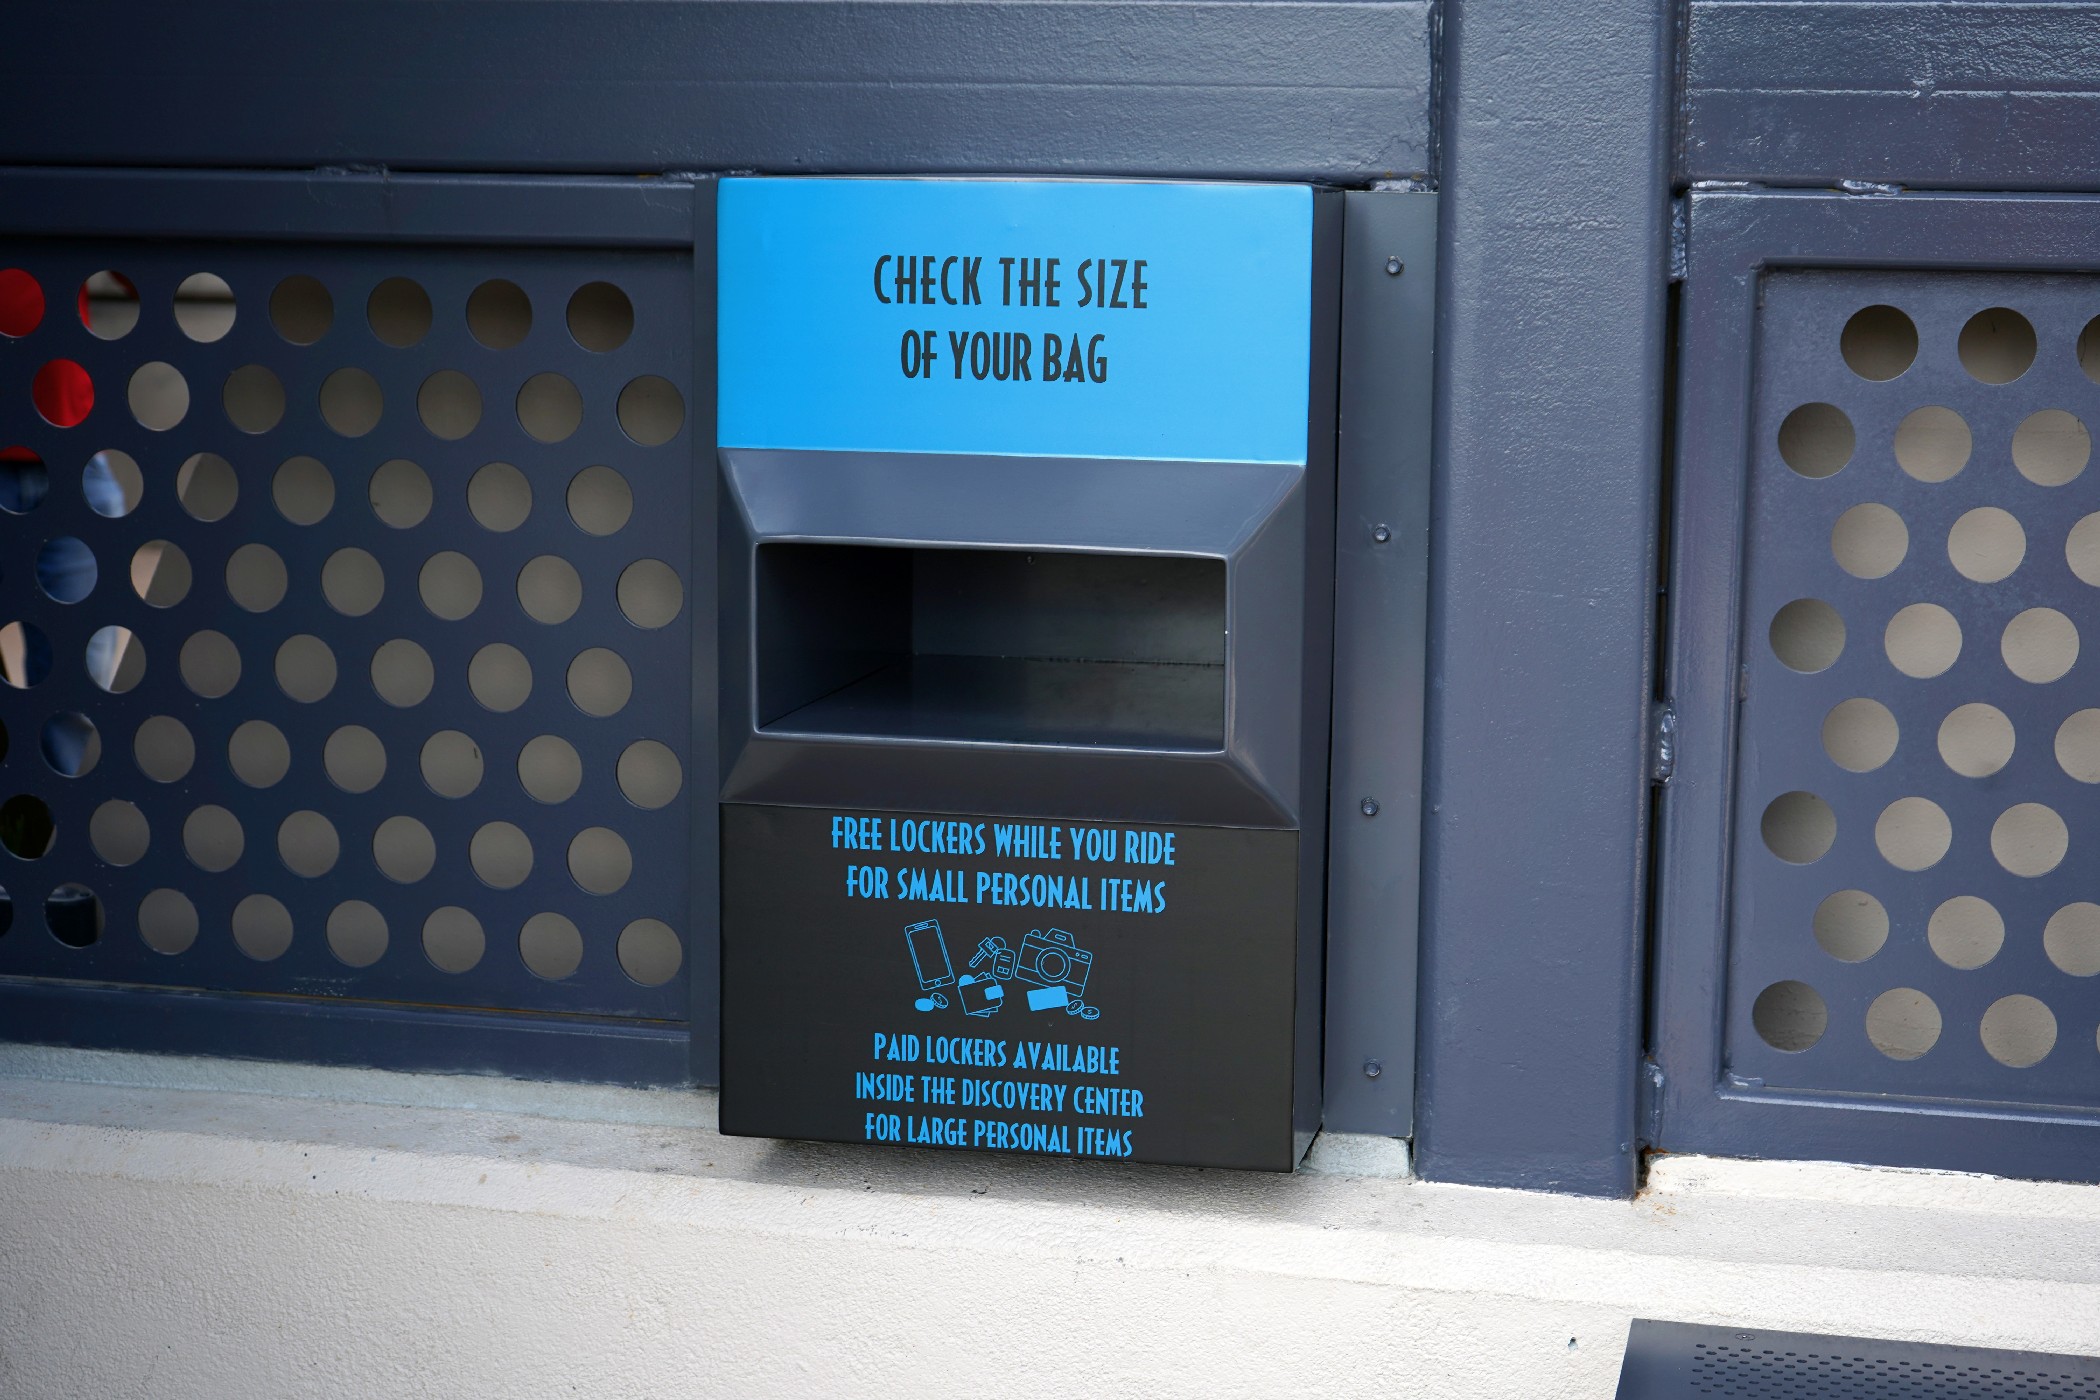 CHECK THE SIZE
OF YOUR BAG
FREE LOCKERS WHILE YOU RIDE
FOR SMALL PERSONAL ITEMS
PAID LOCKERS AVAILABLE
INSIDE THE DISCOVERY CENTER
FOR LARGE PERSONAL ITEMS